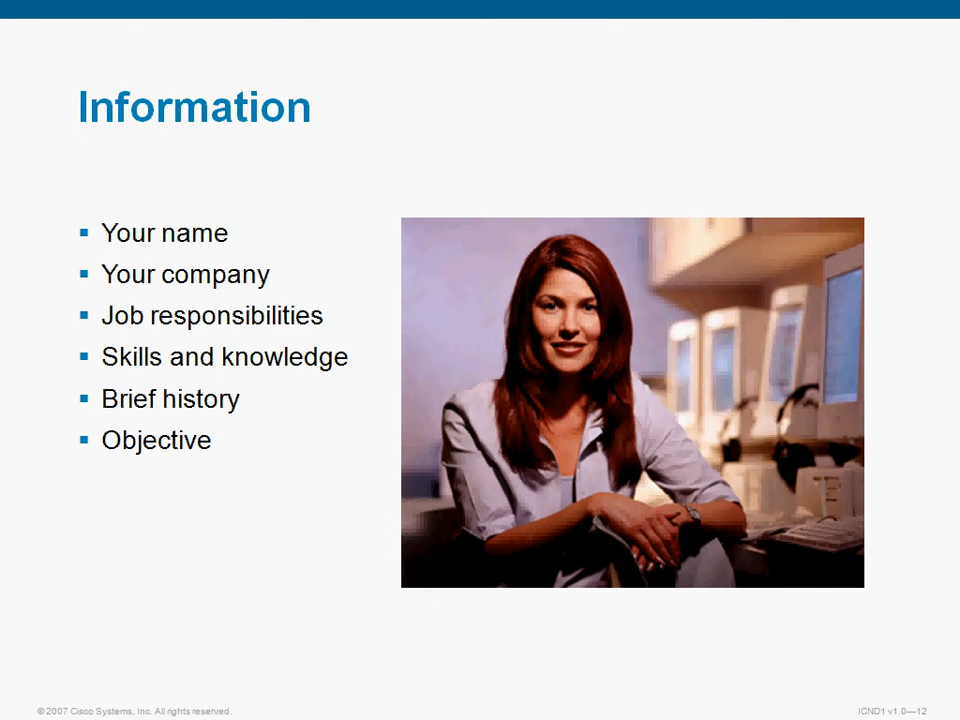 Information
▪ Your name
▪ Your company
▪ Job responsibilities
▪ Skills and knowledge
▪ Brief history
▪ Objective
© 2007 Cisco Systems, Inc. All rights reserved.
ICND1 v1.0—12